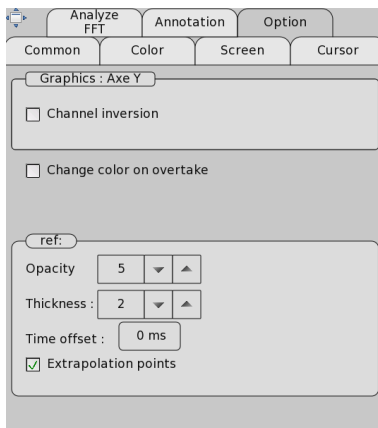 Analyze
FFT
Annotation
Option
Common
Color
Screen
Cursor
Graphics : Axe Y
Channel inversion
Change color on overtake
ref:
Opacity 5
Thickness : 2
Time offset : 0 ms
Extrapolation points